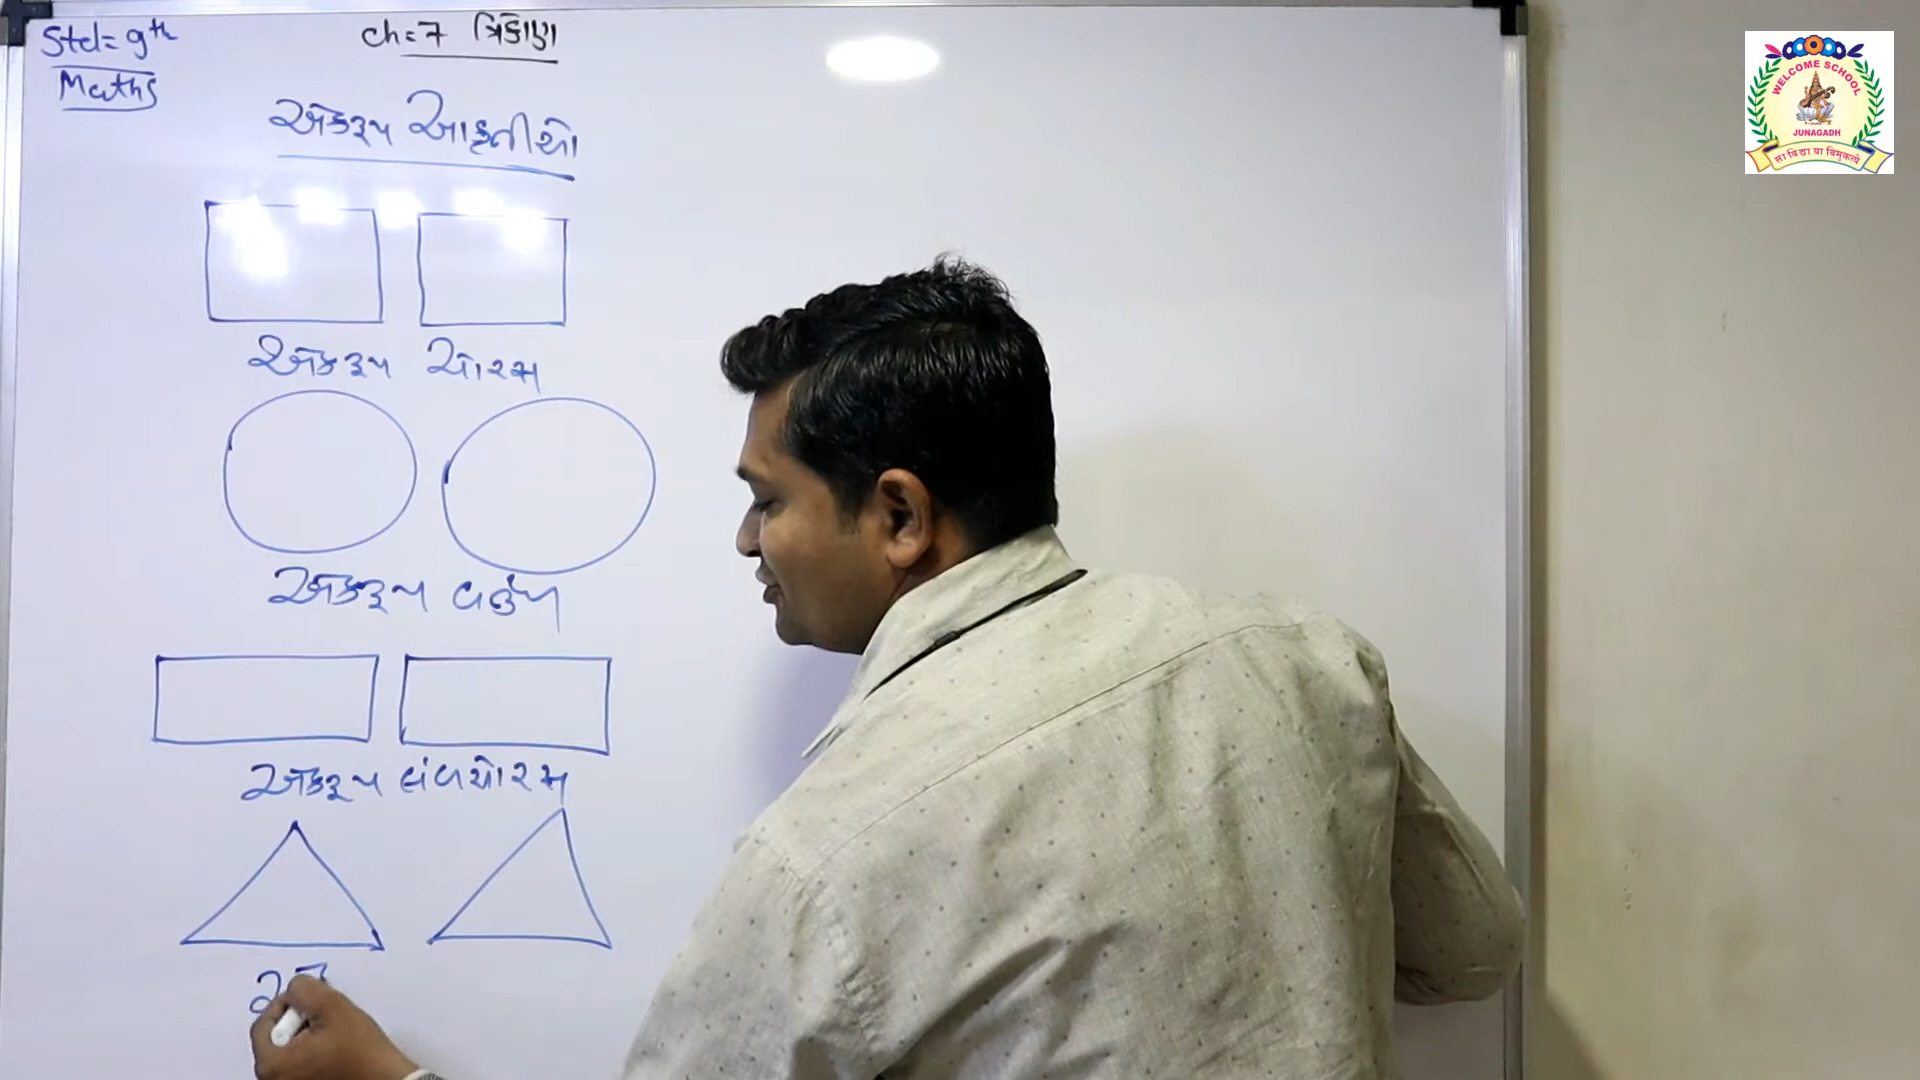 Std = 9th
Maths
ch = 7 ત્રિકોણ
એકરૂપ આકૃતીઓ
એકરૂપ ચોરસ
એકરૂપ વર્તુળ
એકરૂપ લંબચોરસ
WELCOME SCHOOL
JUNAGADH
सा विद्या या विमुक्तये